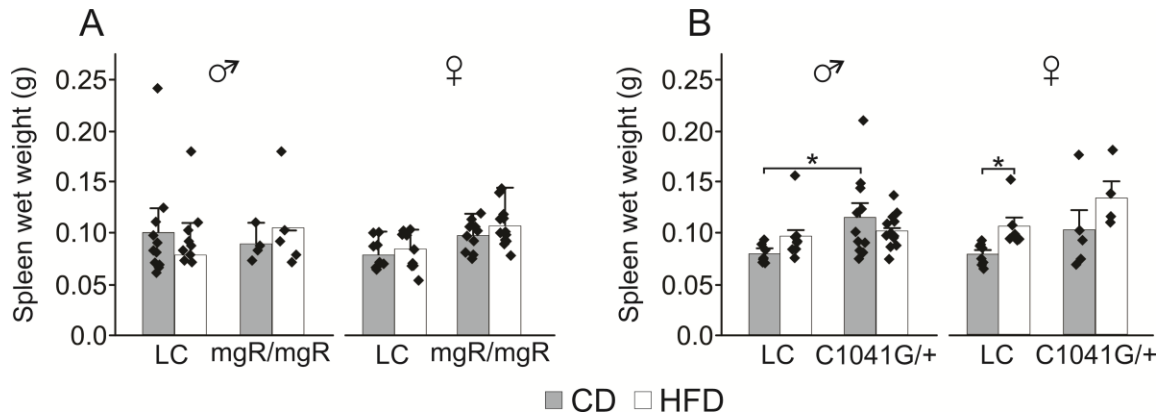 A
B
Spleen wet weight (g)
0.25
0.20
0.15
0.10
0.05
0.0
♂
♀
LC
mgR/mgR
LC
mgR/mgR
Spleen wet weight (g)
0.25
0.20
0.15
0.10
0.05
0.0
♂
♀
*
*
LC
C1041G/+
LC
C1041G/+
CD
HFD